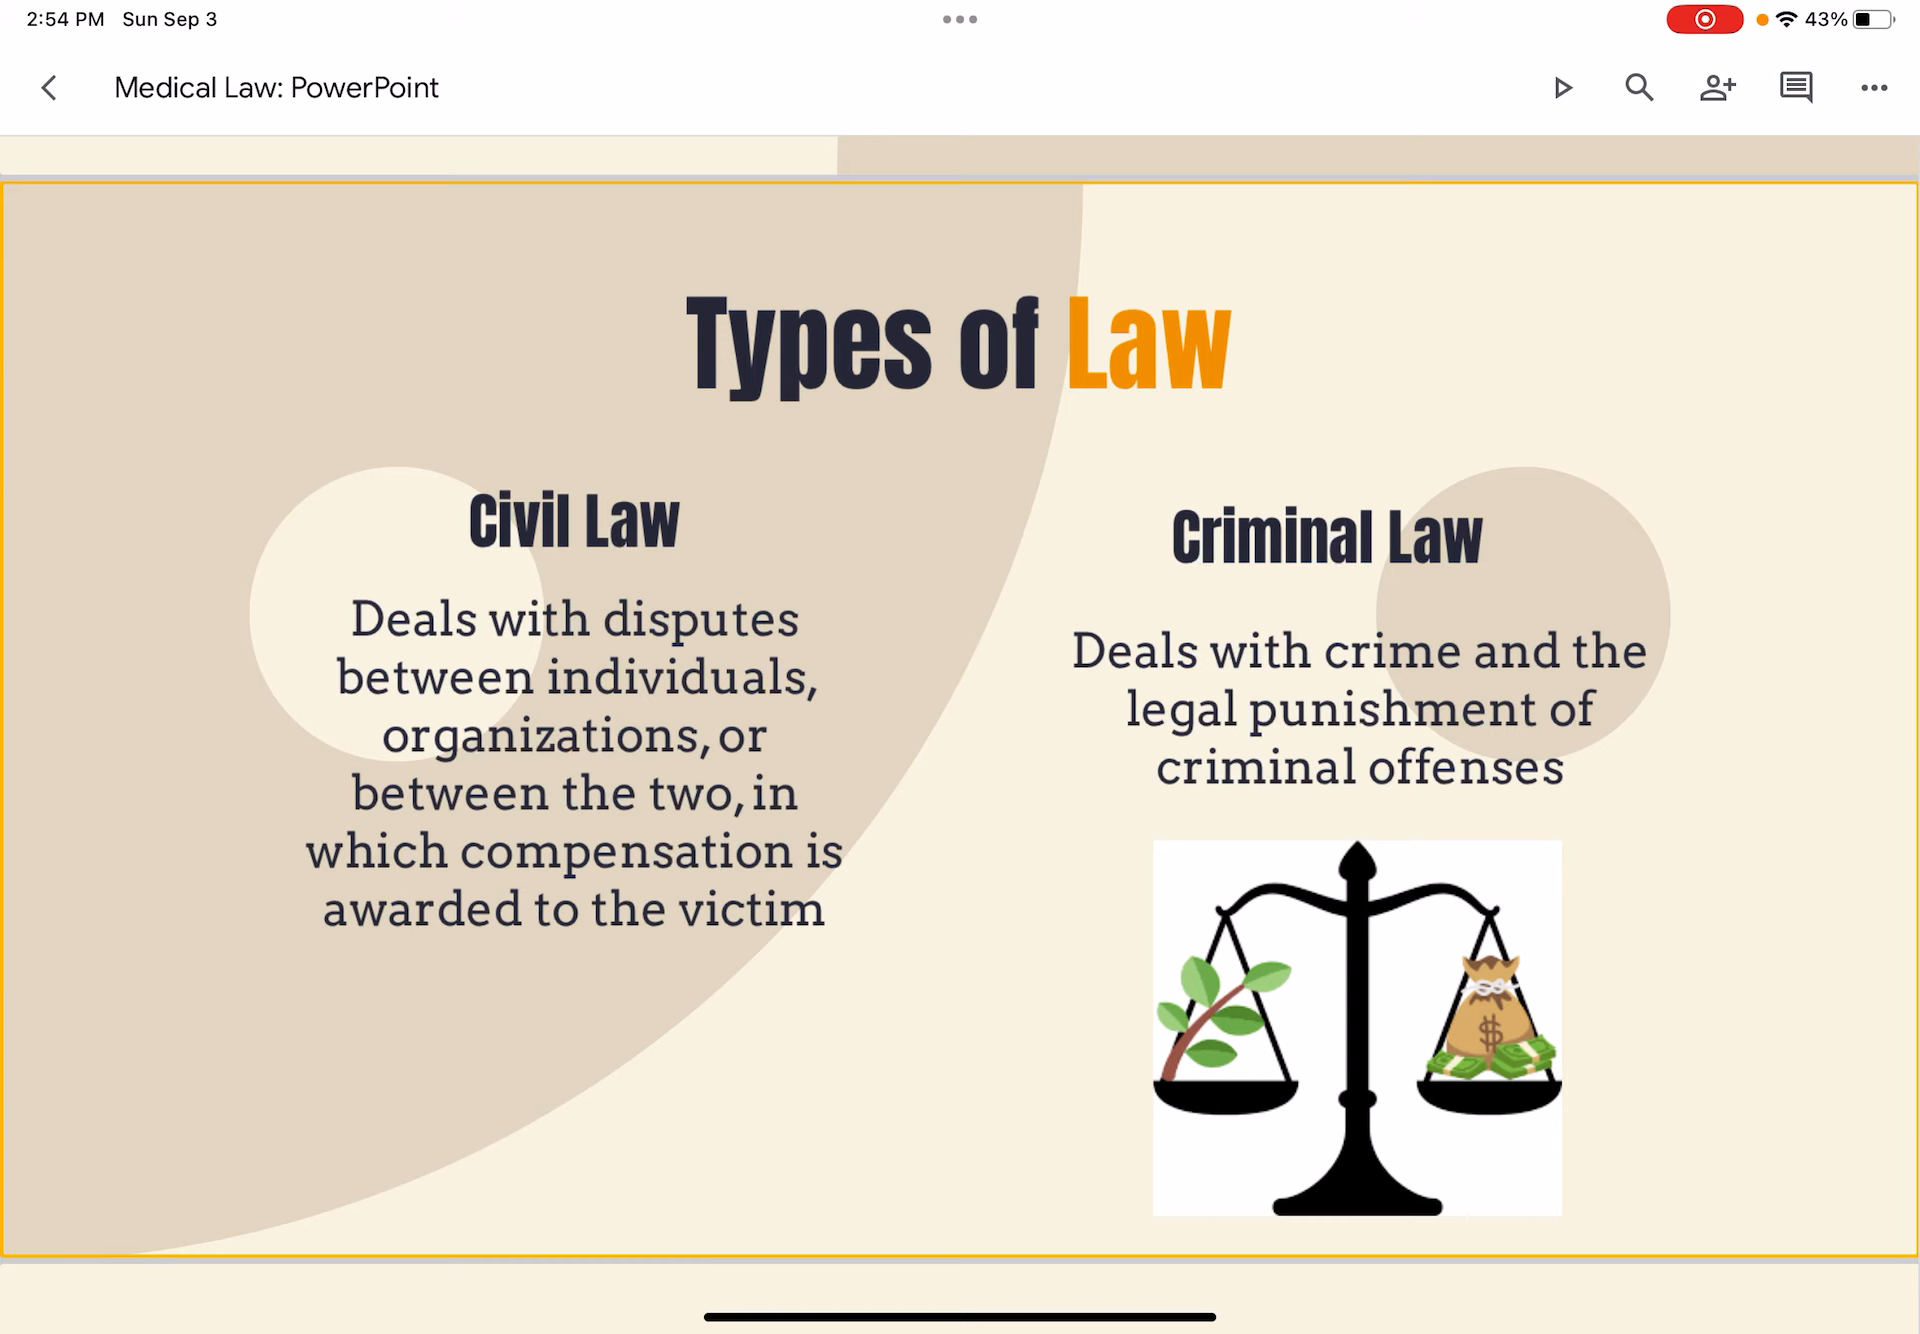 2:54 PM Sun Sep 3
43%
Medical Law: PowerPoint
Types of Law
Civil Law
Deals with disputes
between individuals,
organizations, or
between the two, in
which compensation is
awarded to the victim
Criminal Law
Deals with crime and the
legal punishment of
criminal offenses
$